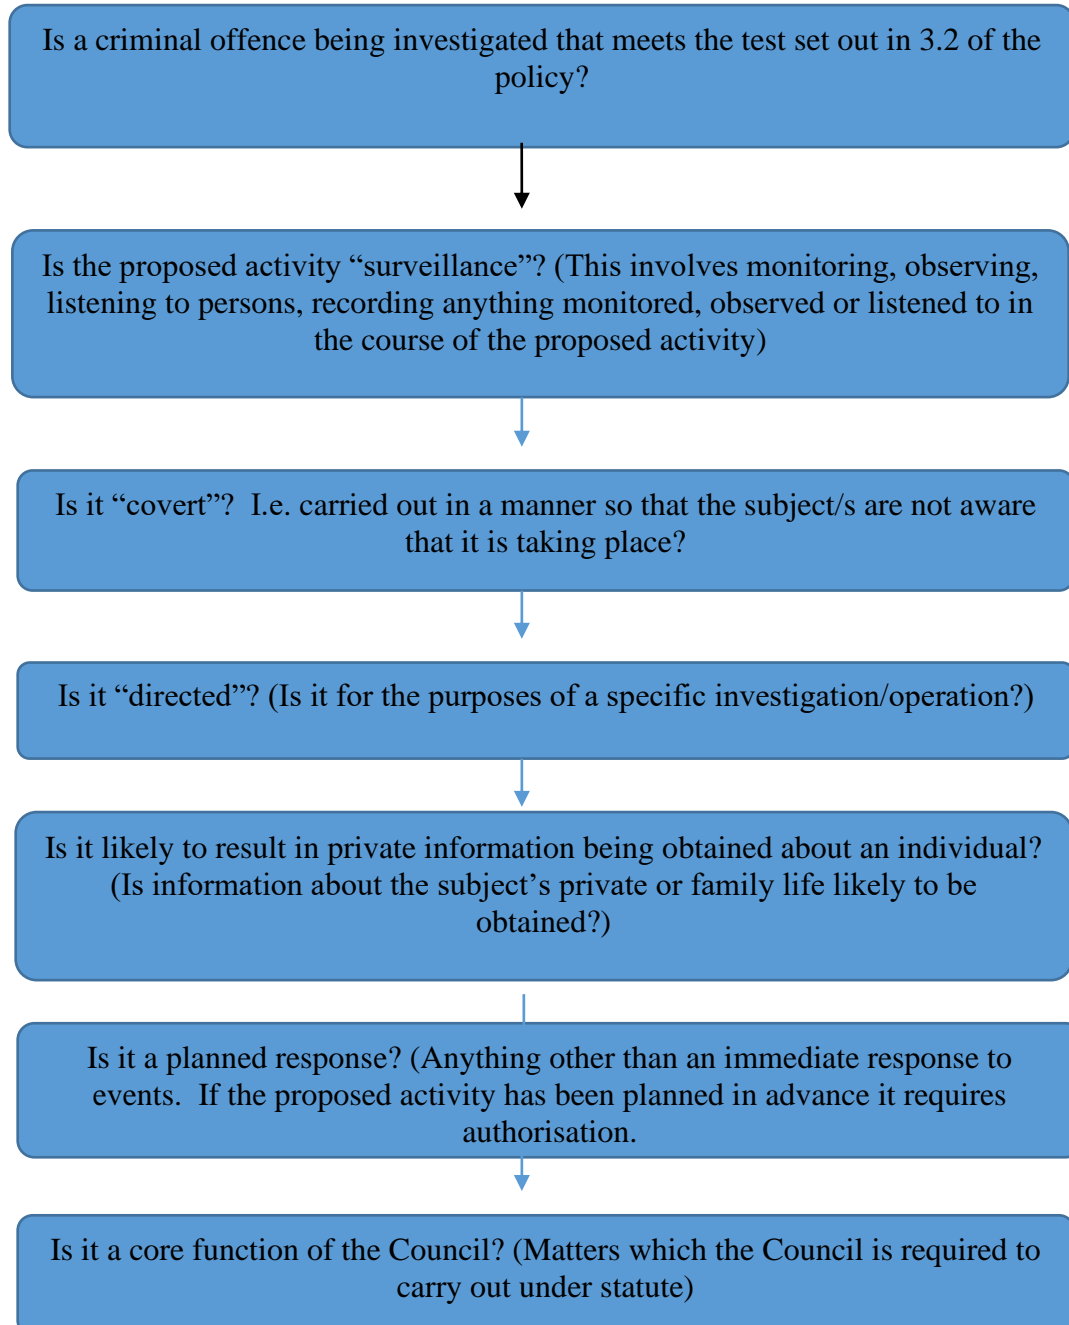 Is a criminal offence being investigated that meets the test set out in 3.2 of the
policy?
Is the proposed activity “surveillance”? (This involves monitoring, observing,
listening to persons, recording anything monitored, observed or listened to in
the course of the proposed activity)
Is it “covert”?  I.e. carried out in a manner so that the subject/s are not aware
that it is taking place?
Is it “directed”? (Is it for the purposes of a specific investigation/operation?)
Is it likely to result in private information being obtained about an individual?
(Is information about the subject’s private or family life likely to be
obtained?)
Is it a planned response? (Anything other than an immediate response to
events.  If the proposed activity has been planned in advance it requires
authorisation.
Is it a core function of the Council? (Matters which the Council is required to
carry out under statute)